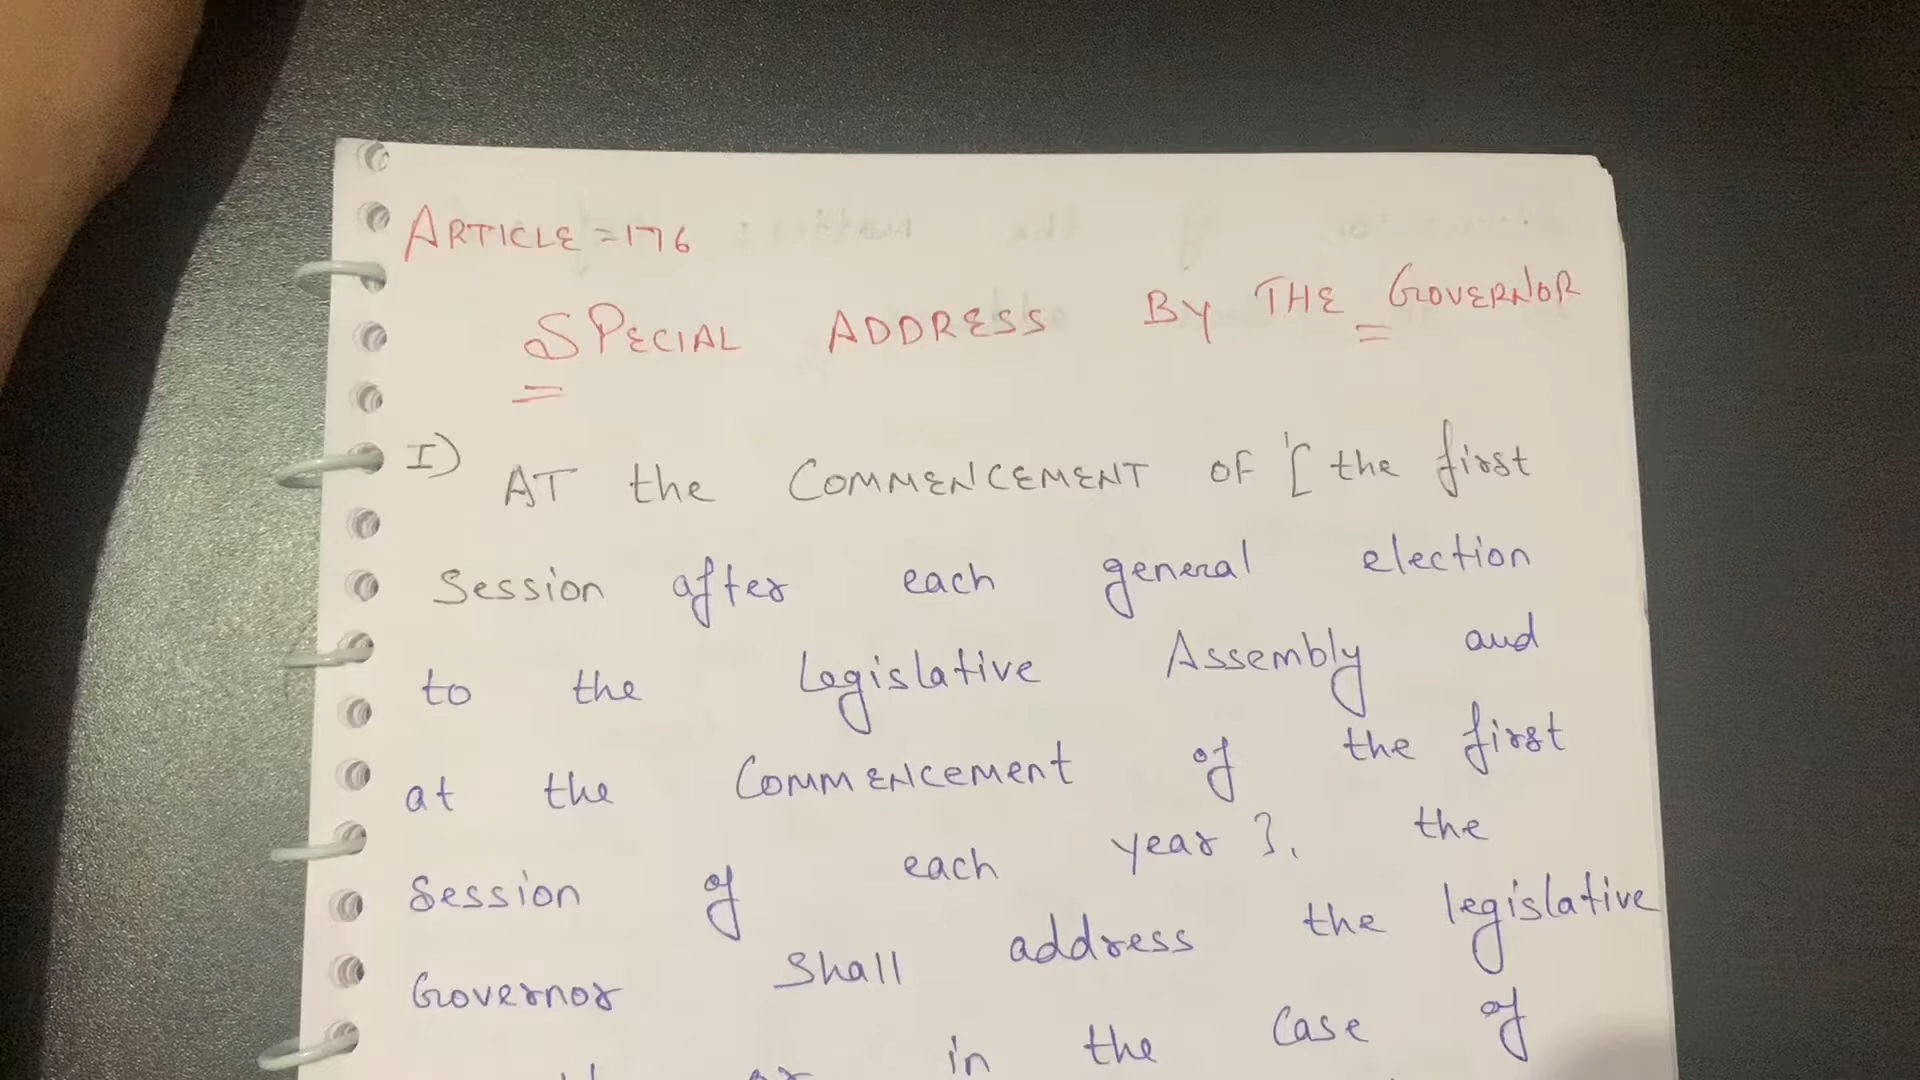 ARTICLE = 176
SPECIAL ADDRESS BY THE GOVERNOR
I) AT the COMMENCEMENT OF '[ the first
Session after each general election
to the Legislative Assembly and
at the Commencement of the first
Session of each year ], the
Governor Shall address the legislative
or in the Case of